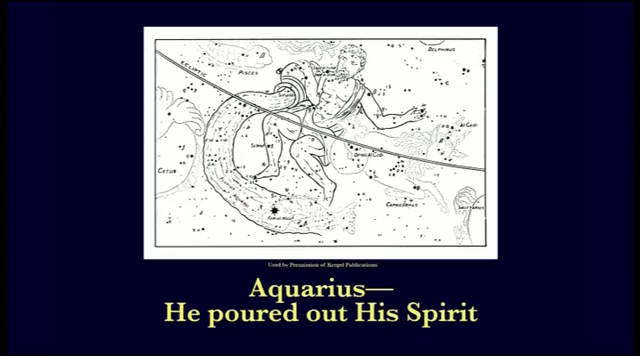 DELPHINUS
PISCES
ECLIPTIC
CETUS
CAPRICORNUS
Used by Permission of Kregel Publications
Aquarius—
He poured out His Spirit